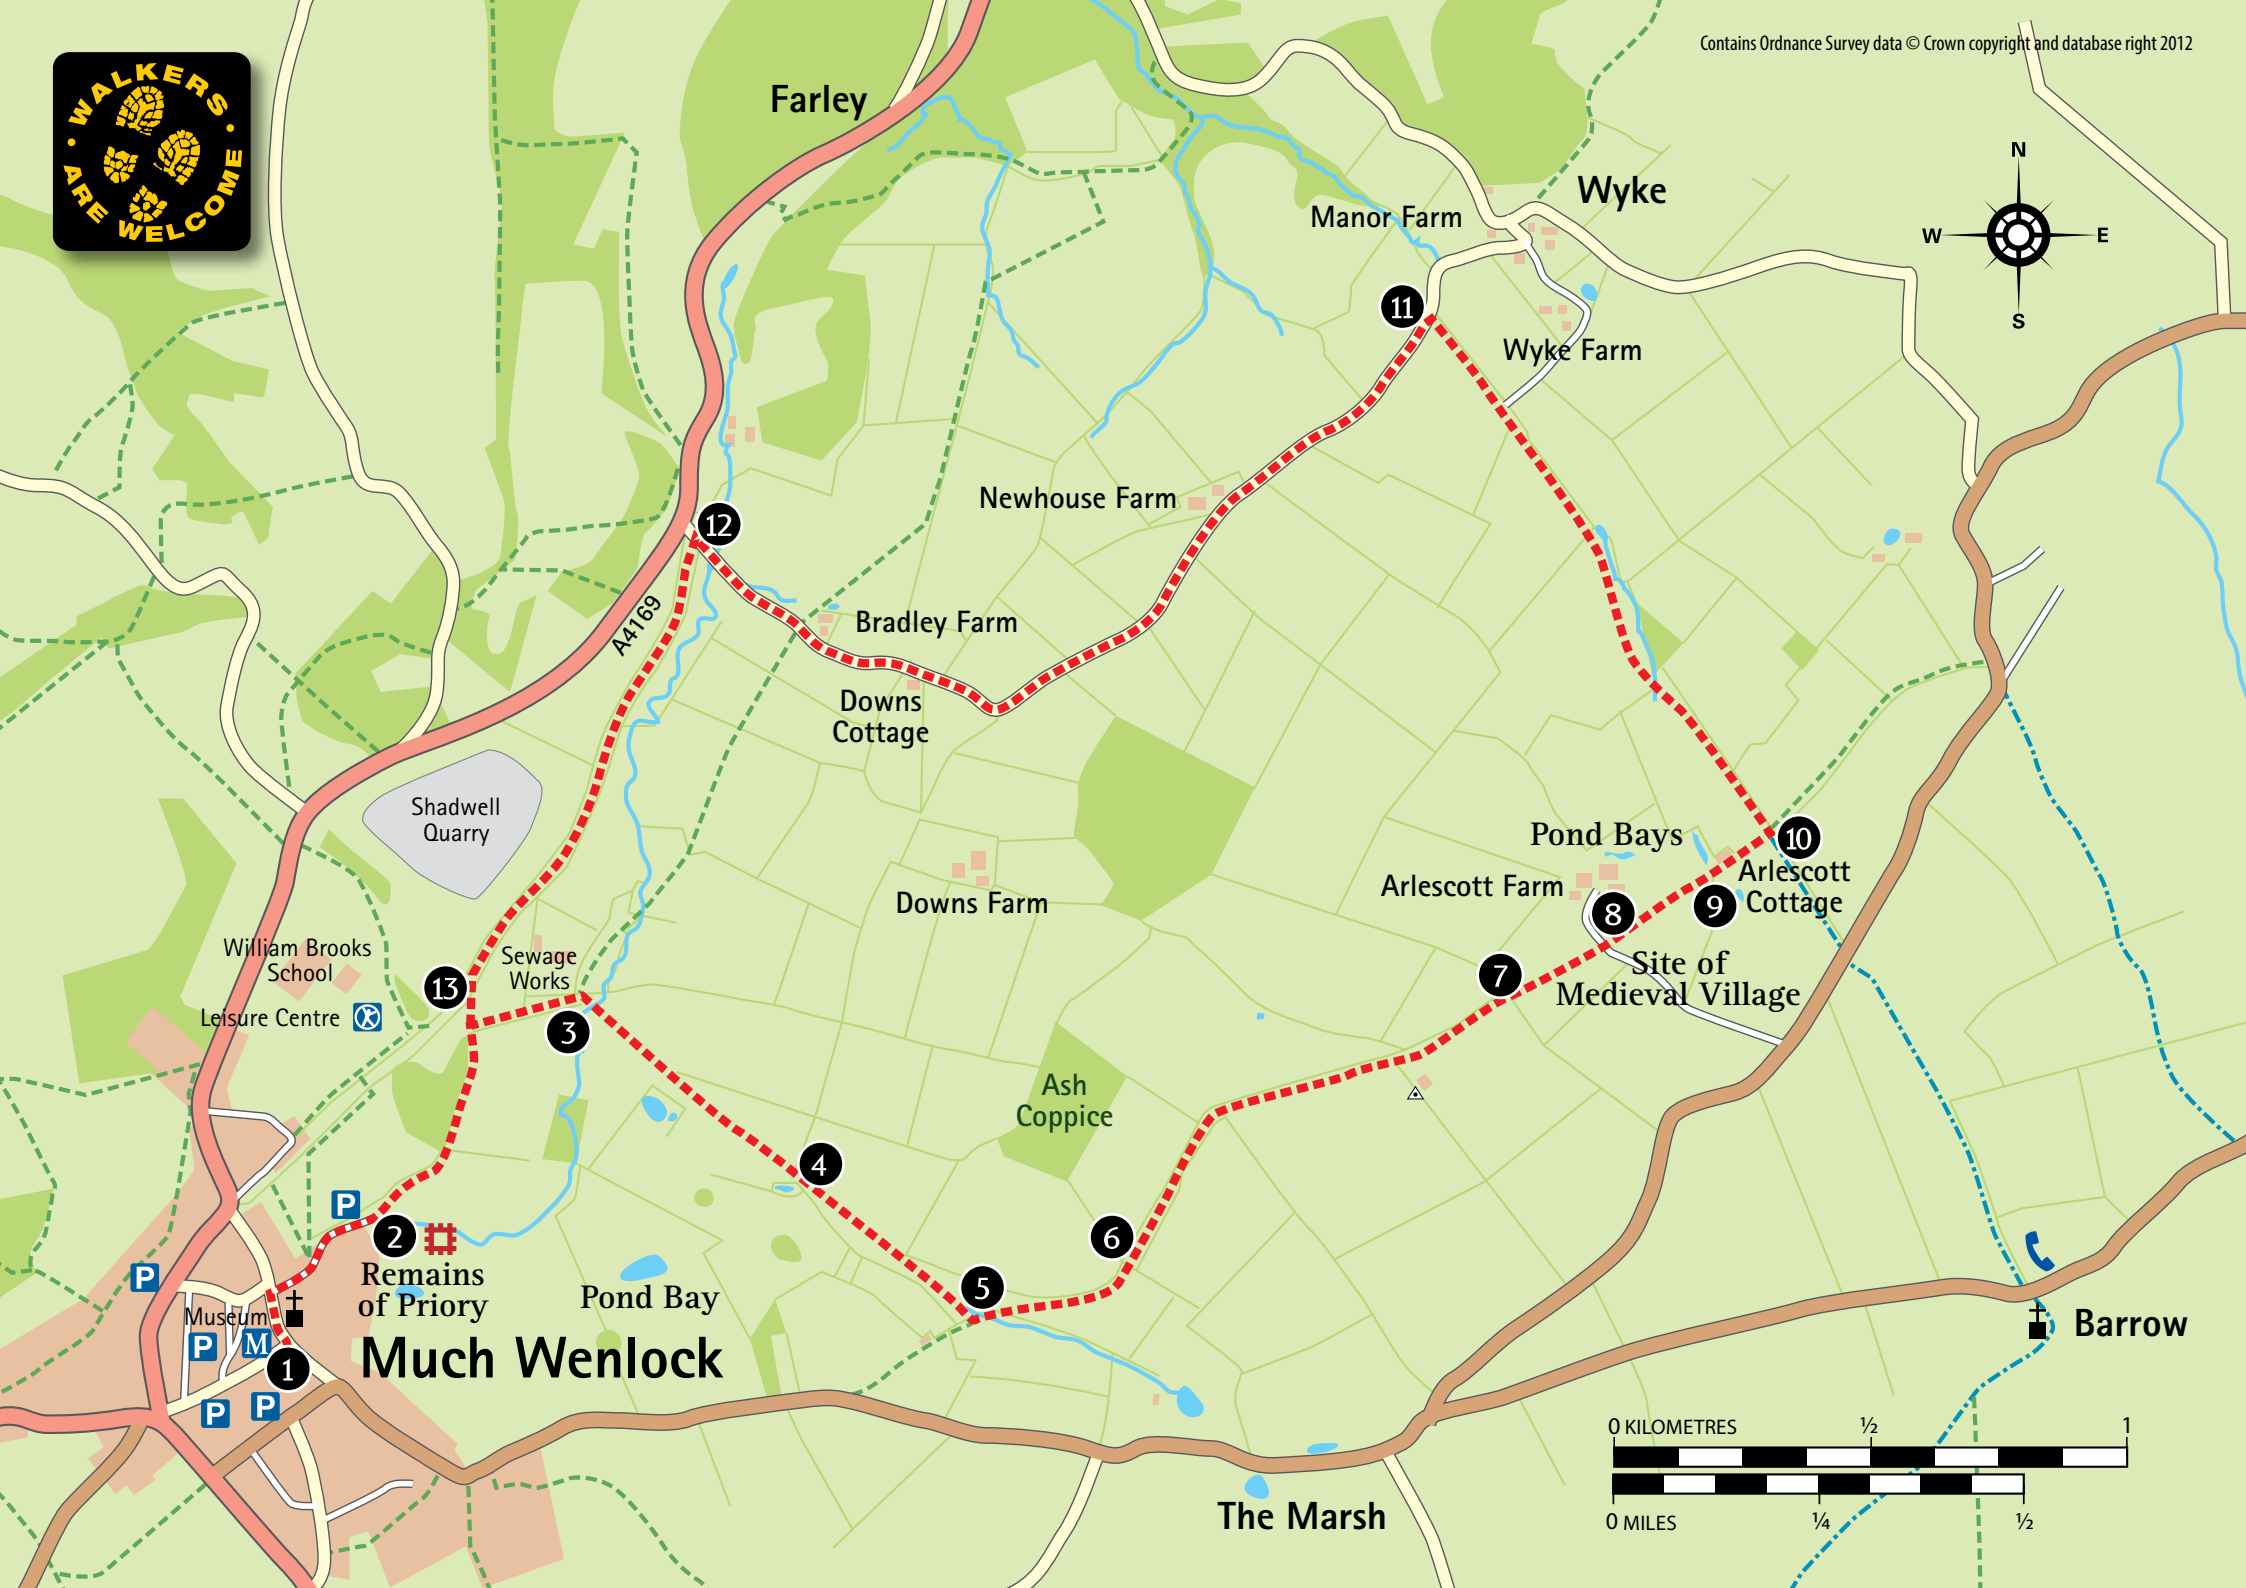 Contains Ordnance Survey data © Crown copyright and database right 2012
WALKERS
ARE WELCOME
Farley
Wyke
Manor Farm
N
W
E
S
11
Wyke Farm
Newhouse Farm
12
A4169
Bradley Farm
Downs
Cottage
Shadwell
Quarry
Pond Bays
10
Arlescott
Cottage
Arlescott Farm
8
9
Downs Farm
William Brooks
School
Sewage
Works
13
7
Site of
Medieval Village
Leisure Centre
3
Ash
Coppice
4
P
2
6
Remains
of Priory
P
5
Pond Bay
Museum
P
M
Much Wenlock
1
Barrow
P
P
0 KILOMETRES
½
1
0 MILES
¼
½
The Marsh